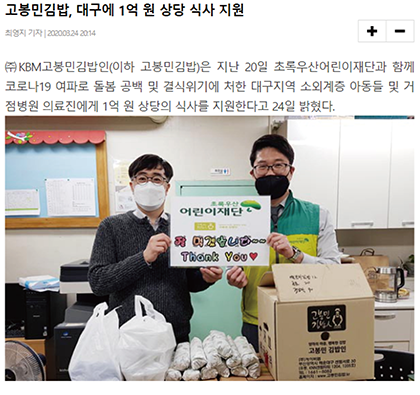 고봉민김밥, 대구에 1억 원 상당 식사 지원
최영지 기자 | 2020.03.24 20:14
㈜KBM고봉민김밥인(이하 고봉민김밥)은 지난 20일 초록우산어린이재단과 함께
코로나19 여파로 돌봄 공백 및 결식위기에 처한 대구지역 소외계층 아동들 및 거
점병원 의료진에게 1억 원 상당의 식사를 지원한다고 24일 밝혔다.
초록우산
어린이재단
잘 먹겠습니다~~
Thank You♥
고봉민
김밥人
고봉민 김밥인